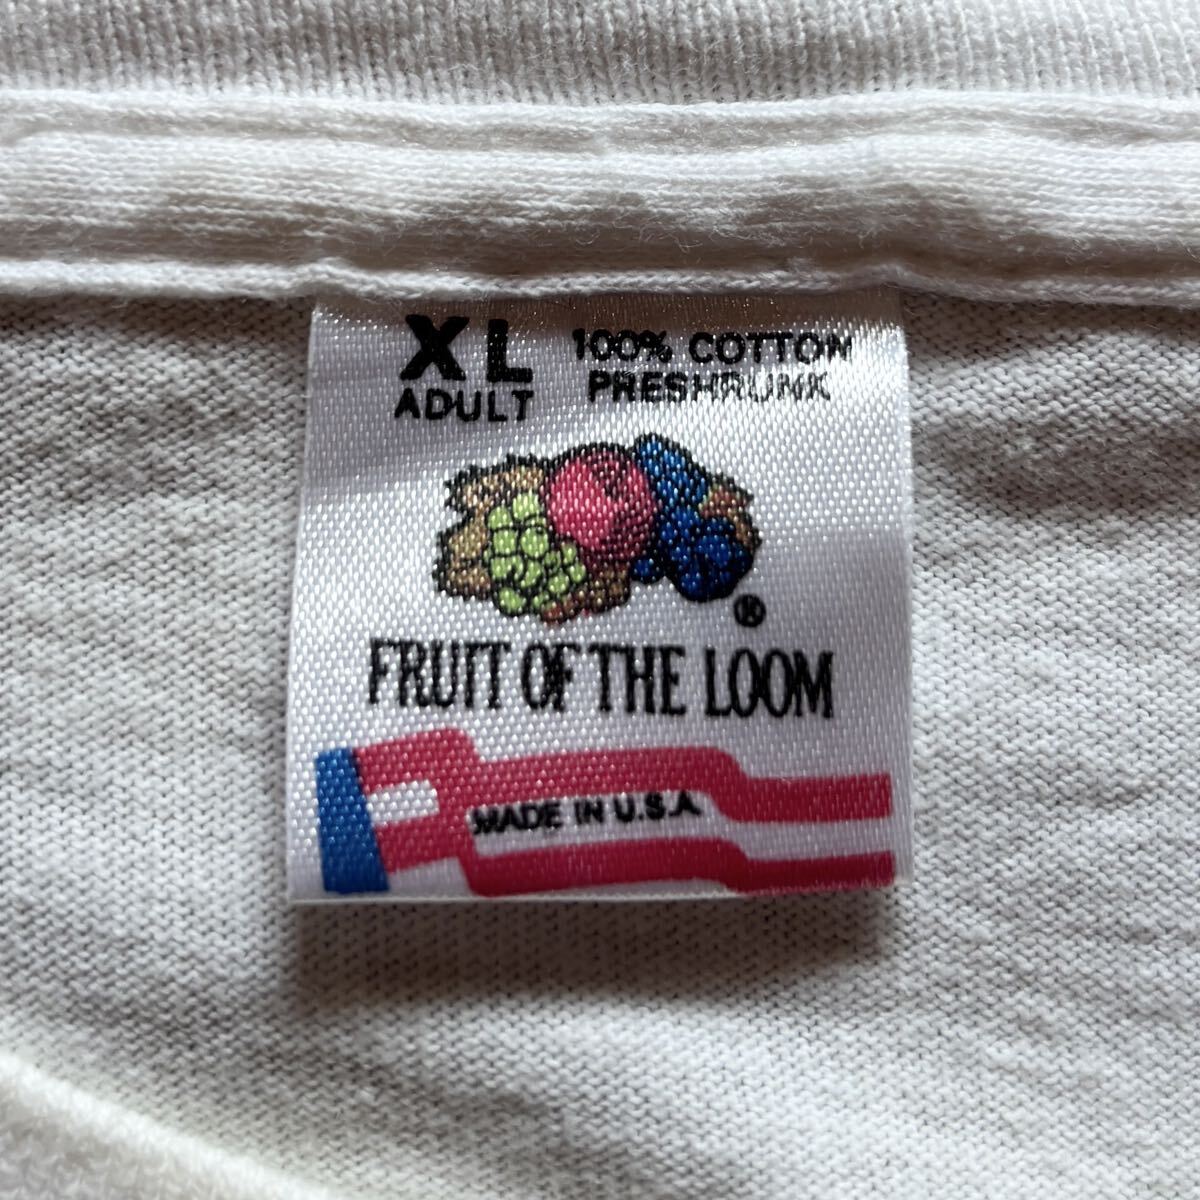 XL
ADULT
100% COTTON
PRESHRUNK
®
FRUIT OF THE LOOM
MADE IN U.S.A.